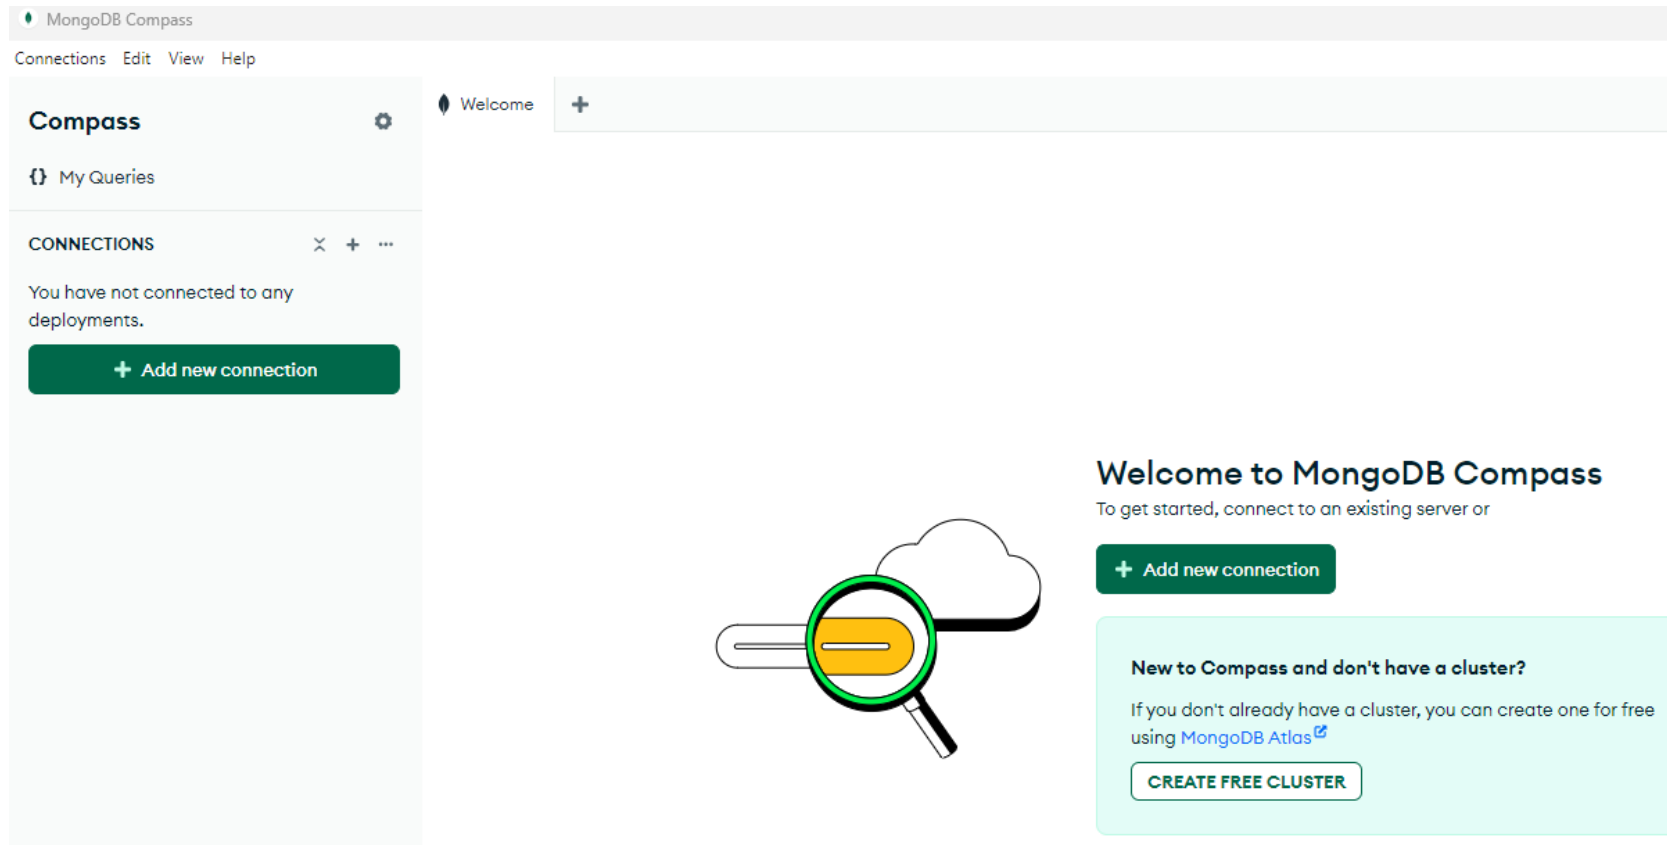 MongoDB Compass
Connections Edit View Help
Compass
Welcome
{} My Queries
CONNECTIONS
You have not connected to any
deployments.
Add new connection
Welcome to MongoDB Compass
To get started, connect to an existing server or
Add new connection
New to Compass and don't have a cluster?
If you don't already have a cluster, you can create one for free
using MongoDB Atlas
CREATE FREE CLUSTER